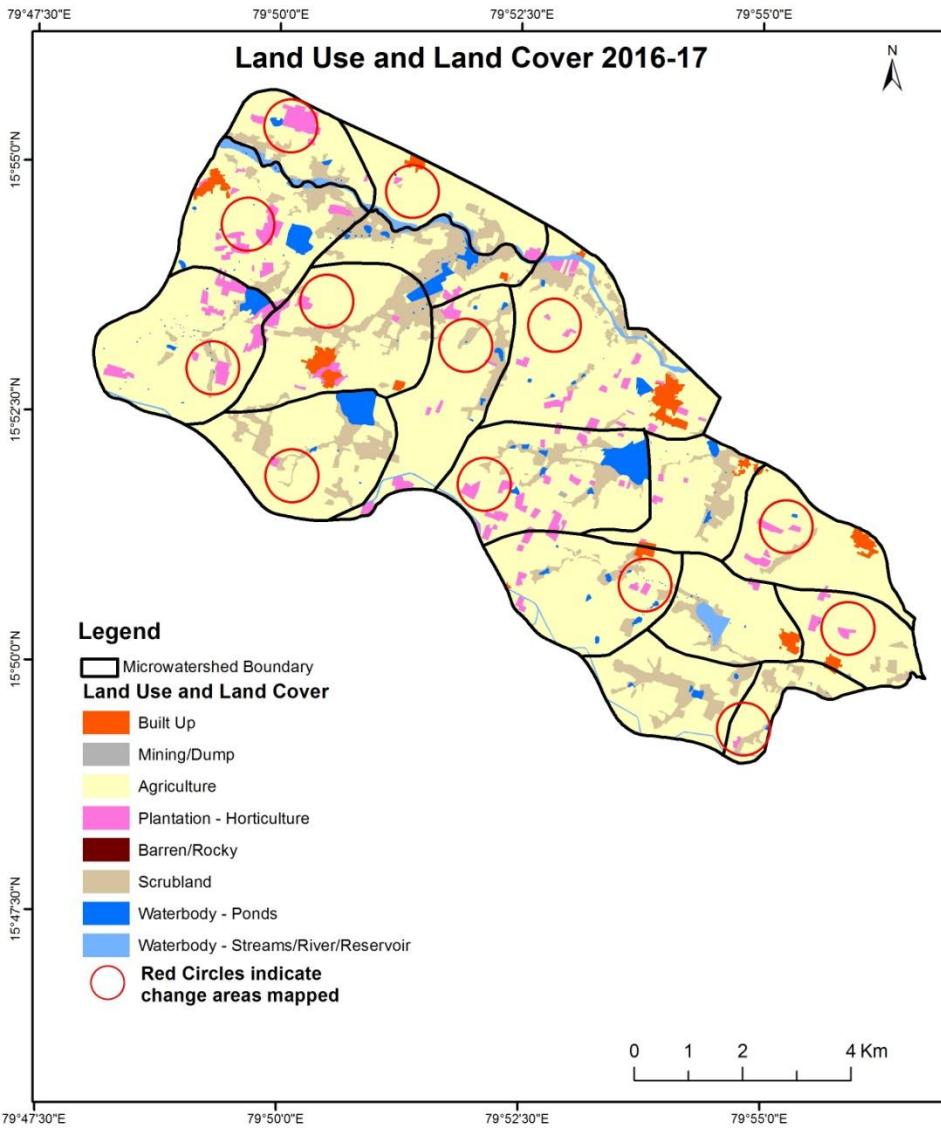 79°47'30"E 79°50'0"E 79°52'30"E 79°55'0"E
Land Use and Land Cover 2016-17
N
15°55'0"N
15°52'30"N
15°50'0"N
15°47'30"N
Legend
Microwatershed Boundary
Land Use and Land Cover
Built Up
Mining/Dump
Agriculture
Plantation - Horticulture
Barren/Rocky
Scrubland
Waterbody - Ponds
Waterbody - Streams/River/Reservoir
Red Circles indicate
change areas mapped
0 1 2 4 Km
79°47'30"E 79°50'0"E 79°52'30"E 79°55'0"E